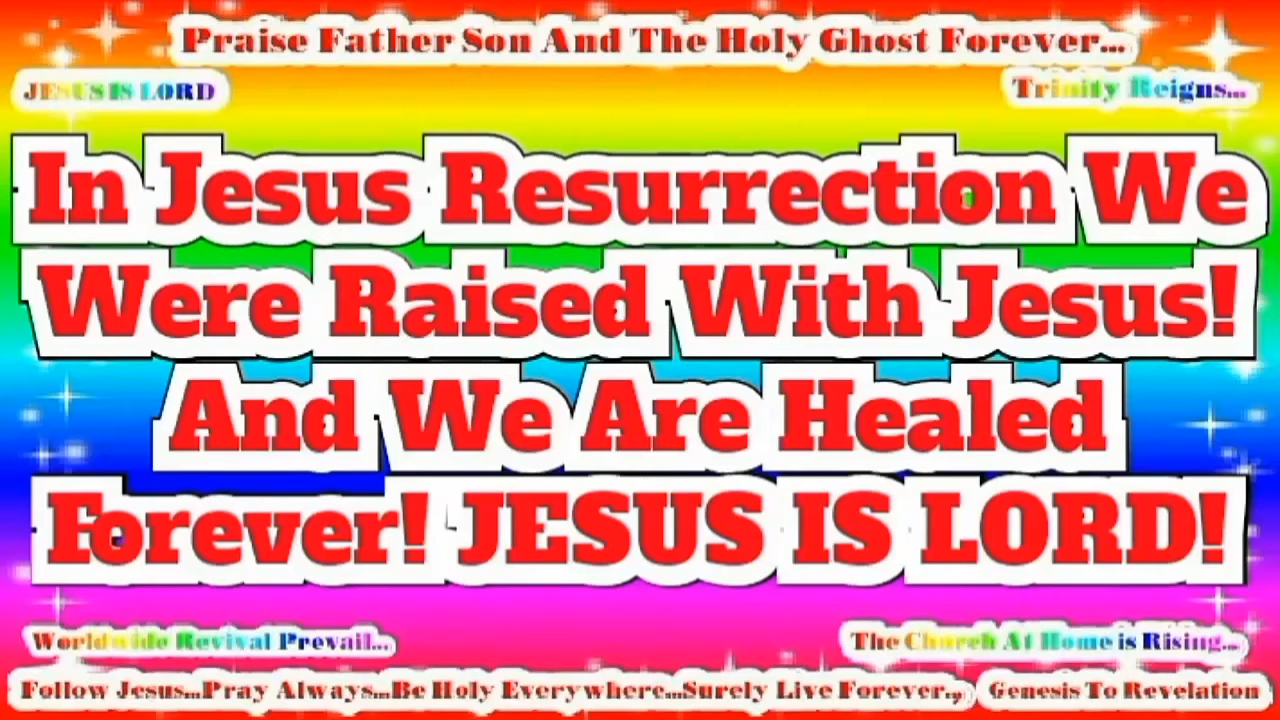 Praise Father Son And The Holy Ghost Forever...
JESUS IS LORD
Trinity Reigns...
In Jesus Resurrection We
Were Raised With Jesus!
And We Are Healed
Forever! JESUS IS LORD!
Worldwide Revival Prevail...
The Church At Home is Rising...
Follow Jesus...Pray Always...Be Holy Everywhere...Surely Live Forever.., Genesis To Revelation